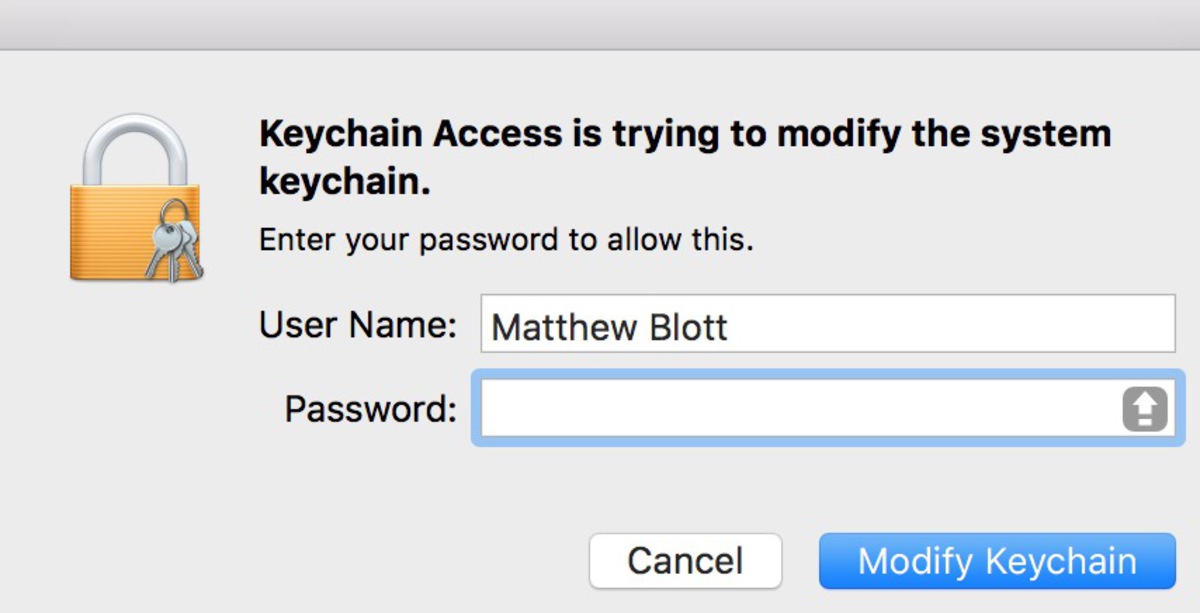 Keychain Access is trying to modify the system
keychain.
Enter your password to allow this.
User Name: Matthew Blott
Password:
Cancel Modify Keychain